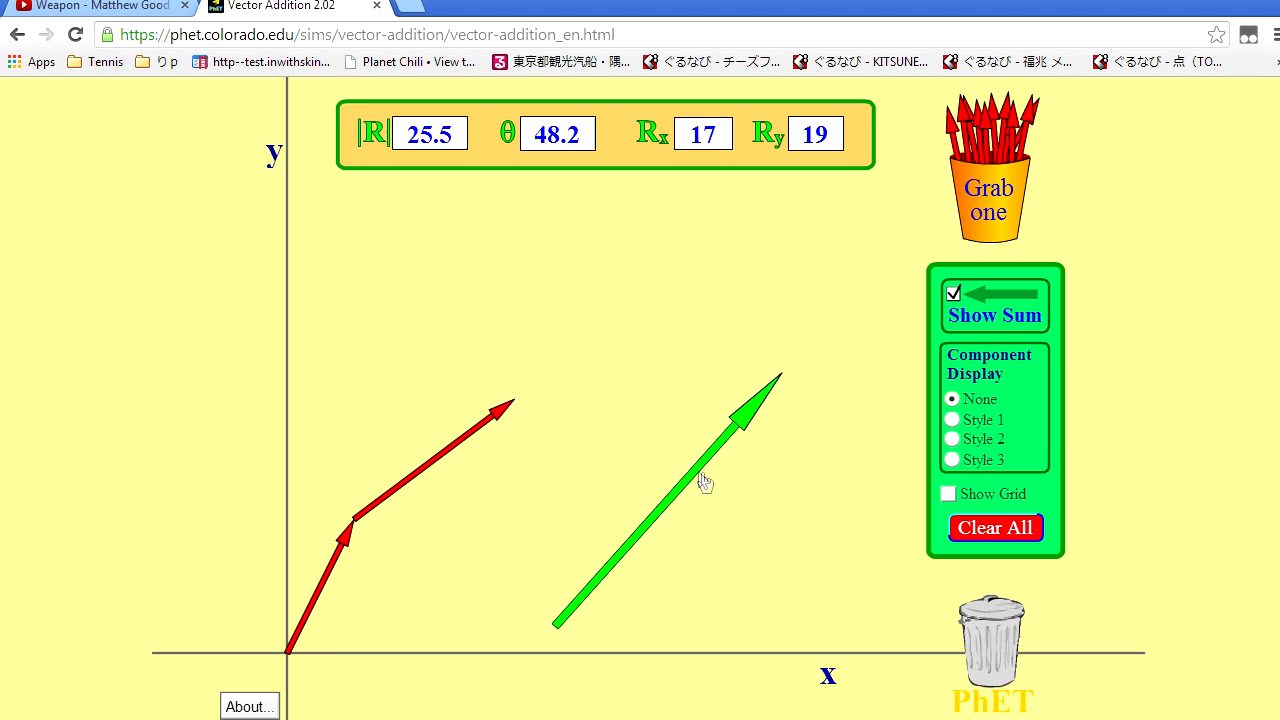 Weapon - Matthew Good
Vector Addition 2.02
https://phet.colorado.edu/sims/vector-addition/vector-addition_en.html
Apps Tennis りｐ http--test.inwithskin... Planet Chili • View t... 東京都観光汽船・隅... ぐるなび - チーズフ... ぐるなび - KITSUNE... ぐるなび - 福兆 メ... ぐるなび - 点（TO...
|R| 25.5 θ 48.2 Rx 17 Ry 19
y
Grab
one
Show Sum
Component
Display
None
Style 1
Style 2
Style 3
Show Grid
Clear All
x
About...
PhET